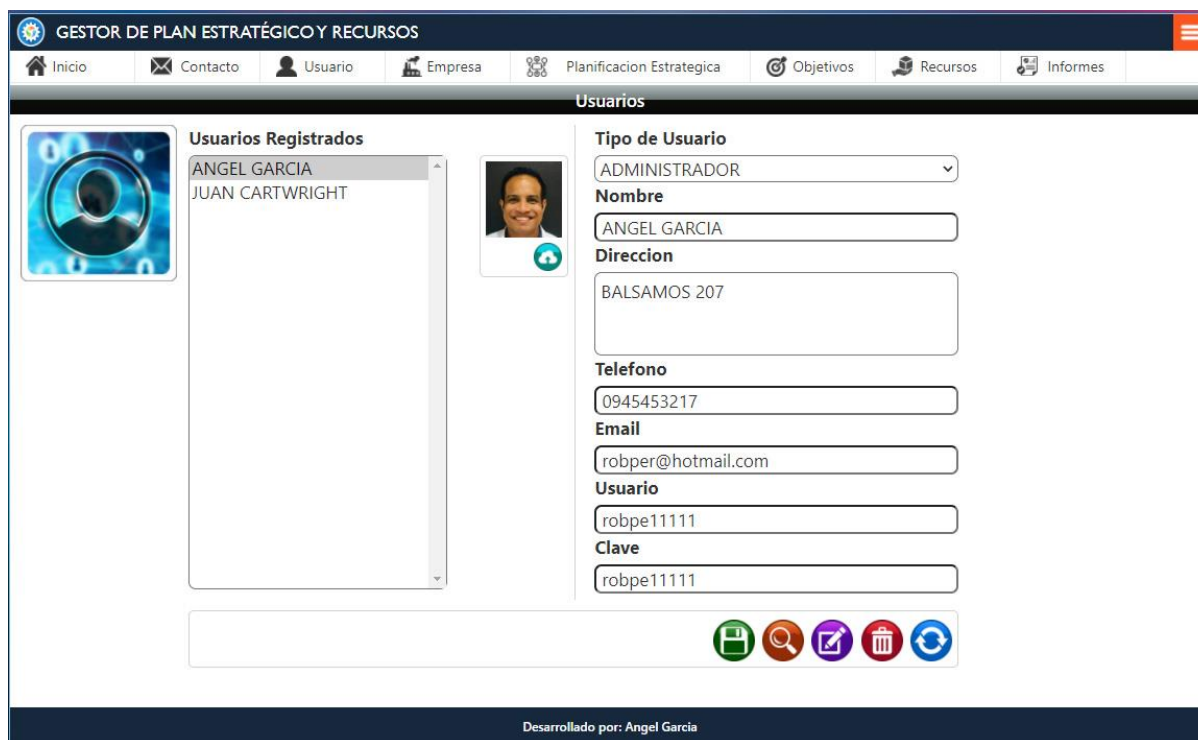 GESTOR DE PLAN ESTRATÉGICO Y RECURSOS
Inicio
Contacto
Usuario
Empresa
Planificacion Estrategica
Objetivos
Recursos
Informes
Usuarios
Usuarios Registrados
ANGEL GARCIA
JUAN CARTWRIGHT
Tipo de Usuario
ADMINISTRADOR
Nombre
ANGEL GARCIA
Direccion
BALSAMOS 207
Telefono
0945453217
Email
robper@hotmail.com
Usuario
robpe11111
Clave
robpe11111
Desarrollado por: Angel Garcia